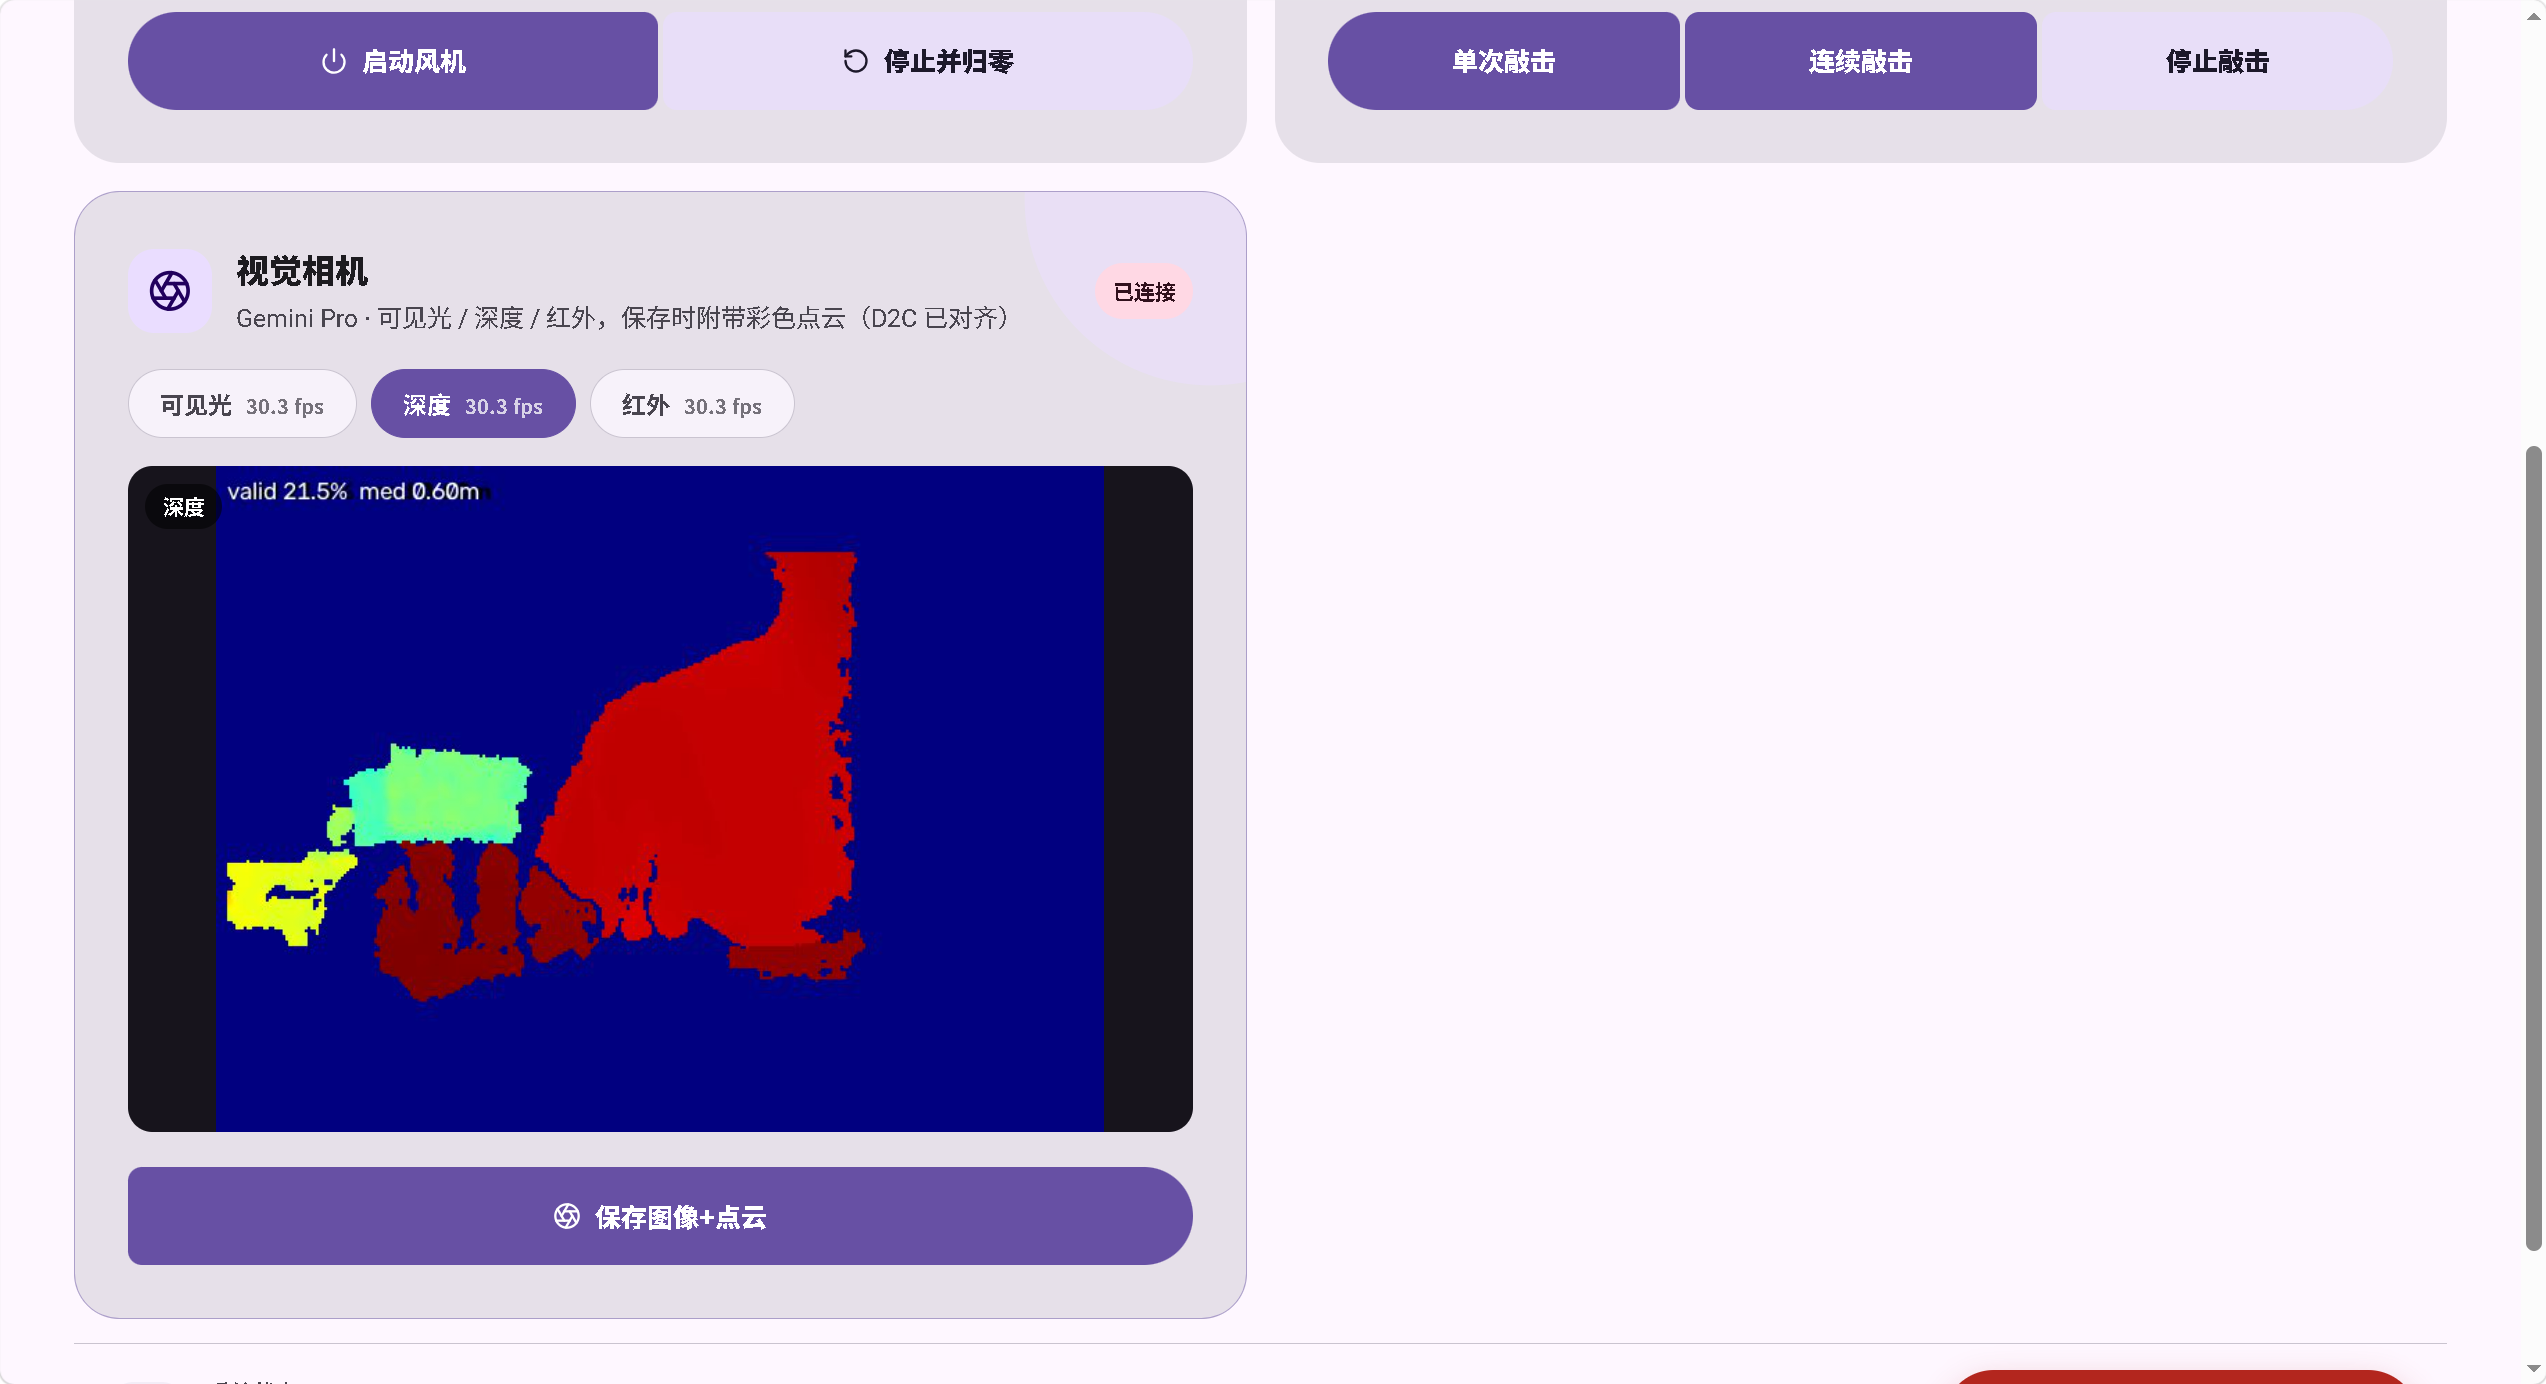 启动风机
停止并归零
单次敲击
连续敲击
停止敲击
视觉相机
Gemini Pro · 可见光 / 深度 / 红外，保存时附带彩色点云（D2C 已对齐）
已连接
可见光 30.3 fps
深度 30.3 fps
红外 30.3 fps
深度
valid 21.5% med 0.60m
保存图像+点云